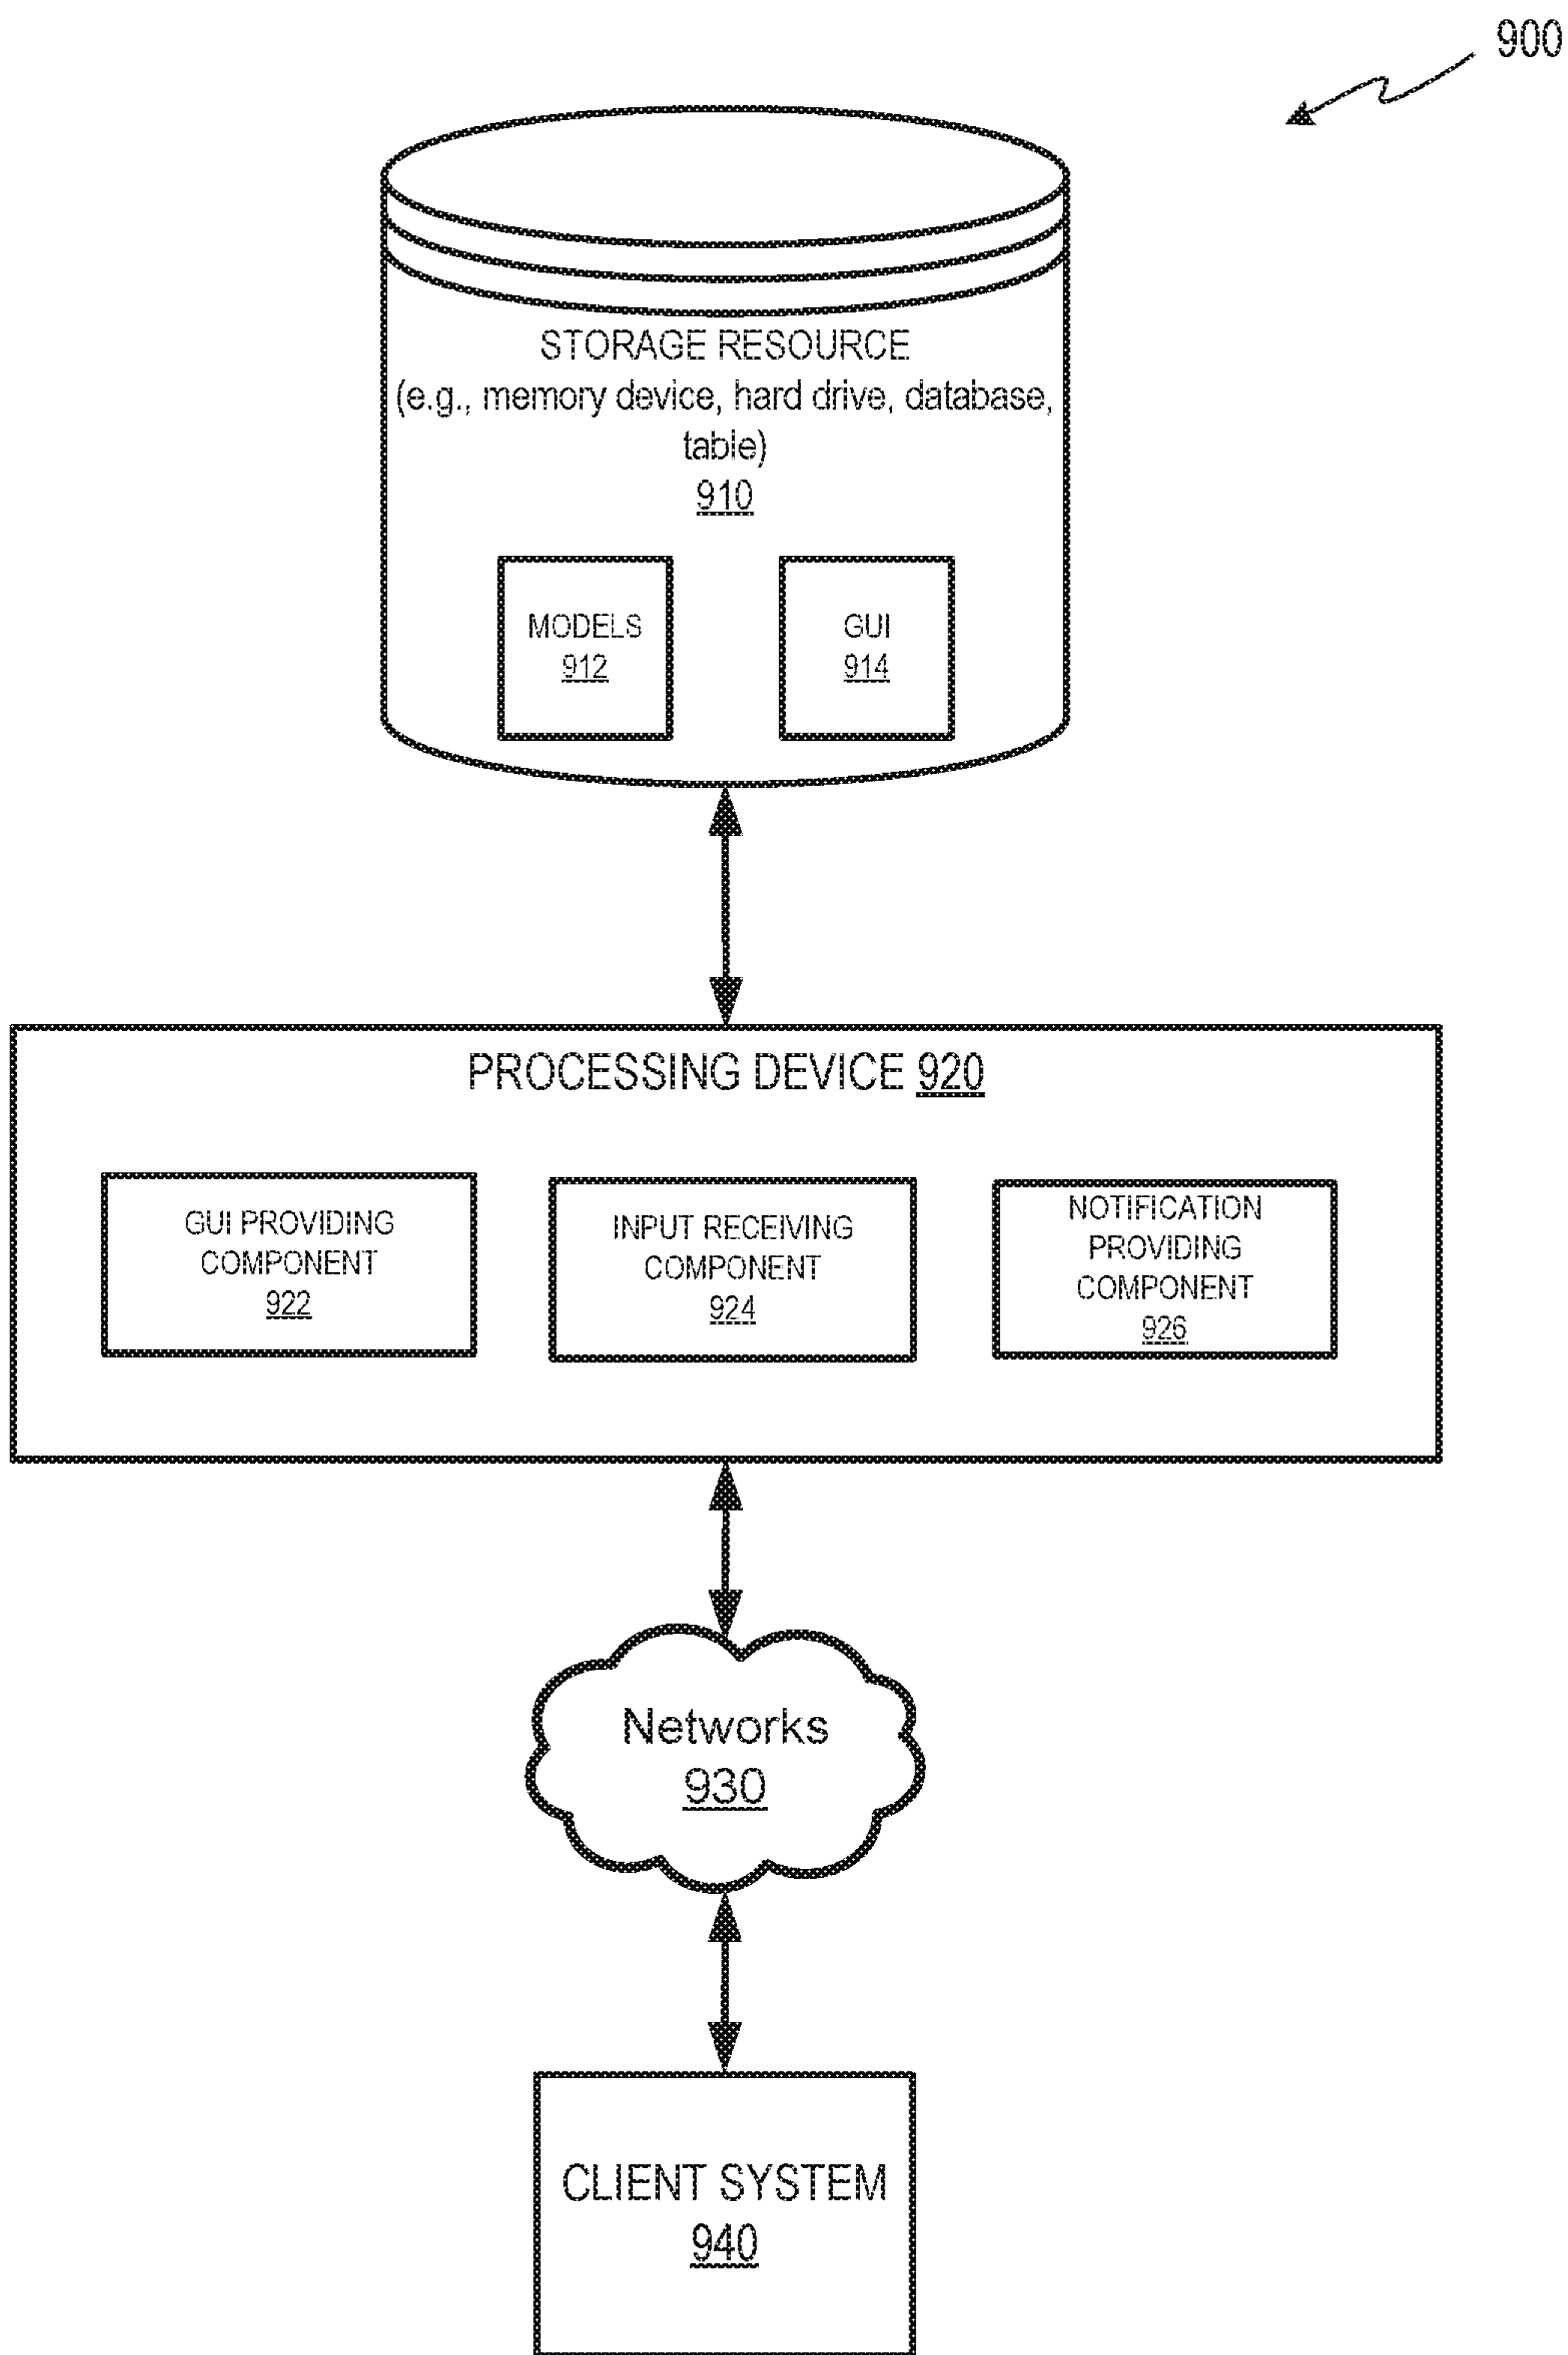 900
STORAGE RESOURCE
(e.g., memory device, hard drive, database,
table)
910
MODELS
912
GUI
914
PROCESSING DEVICE 920
GUI PROVIDING
COMPONENT
922
INPUT RECEIVING
COMPONENT
924
NOTIFICATION
PROVIDING
COMPONENT
926
Networks
930
CLIENT SYSTEM
940